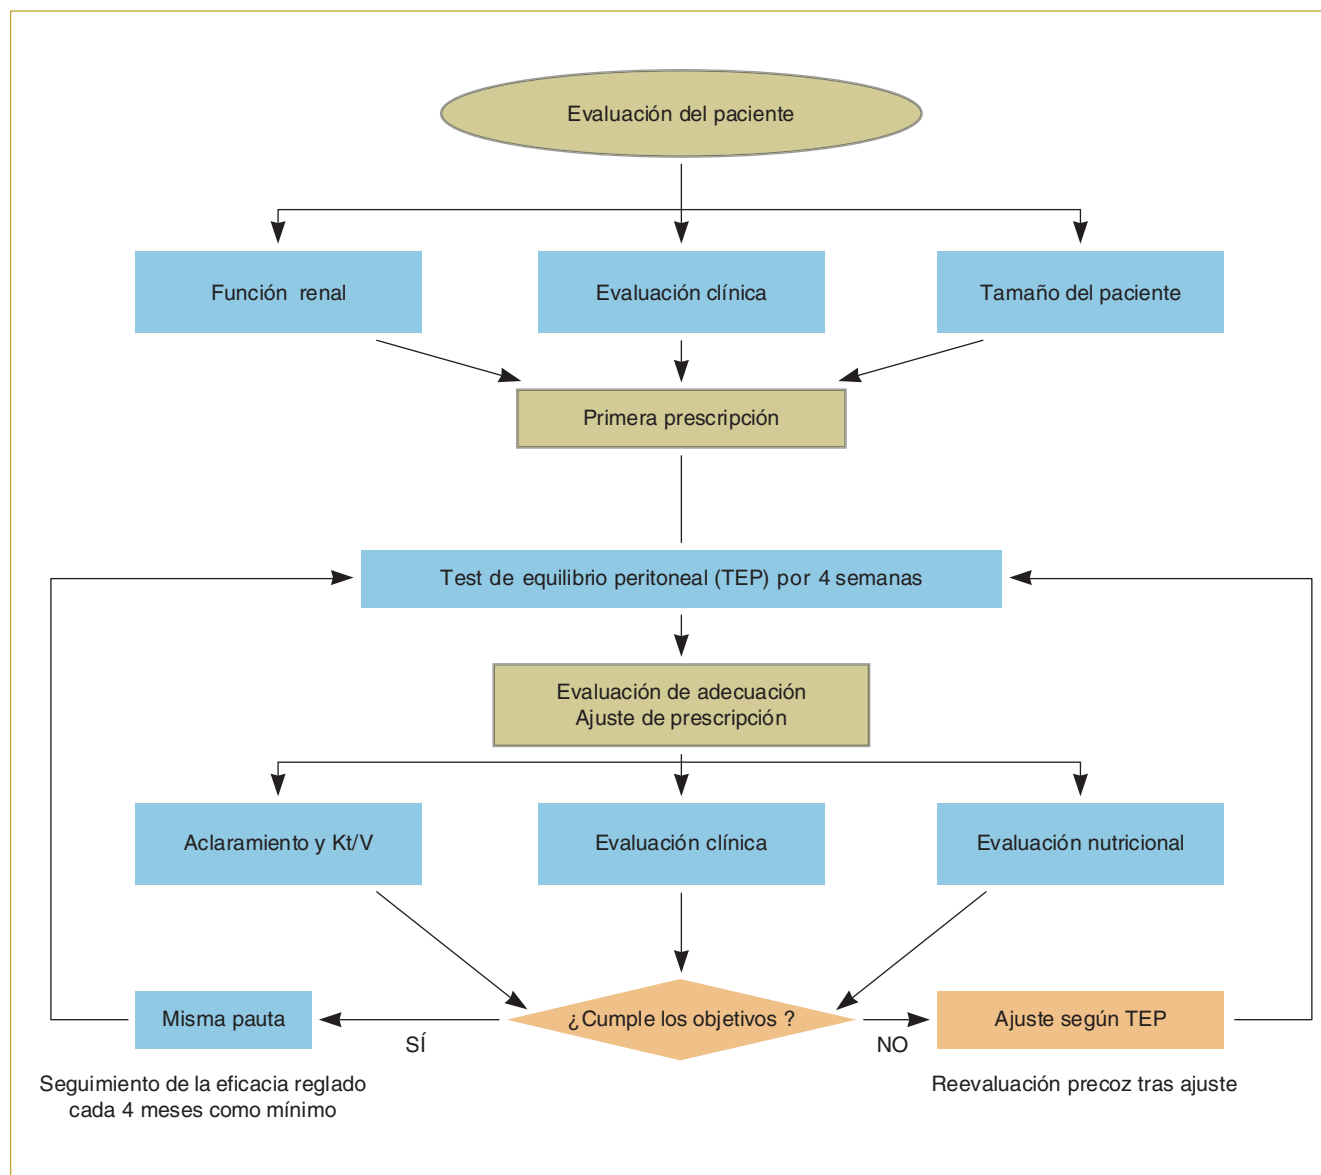 Evaluación del paciente
Función renal
Evaluación clínica
Tamaño del paciente
Primera prescripción
Test de equilibrio peritoneal (TEP) por 4 semanas
Evaluación de adecuación
Ajuste de prescripción
Aclaramiento y Kt/V
Evaluación clínica
Evaluación nutricional
Misma pauta
SÍ
¿Cumple los objetivos ?
NO
Ajuste según TEP
Seguimiento de la eficacia reglado
cada 4 meses como mínimo
Reevaluación precoz tras ajuste